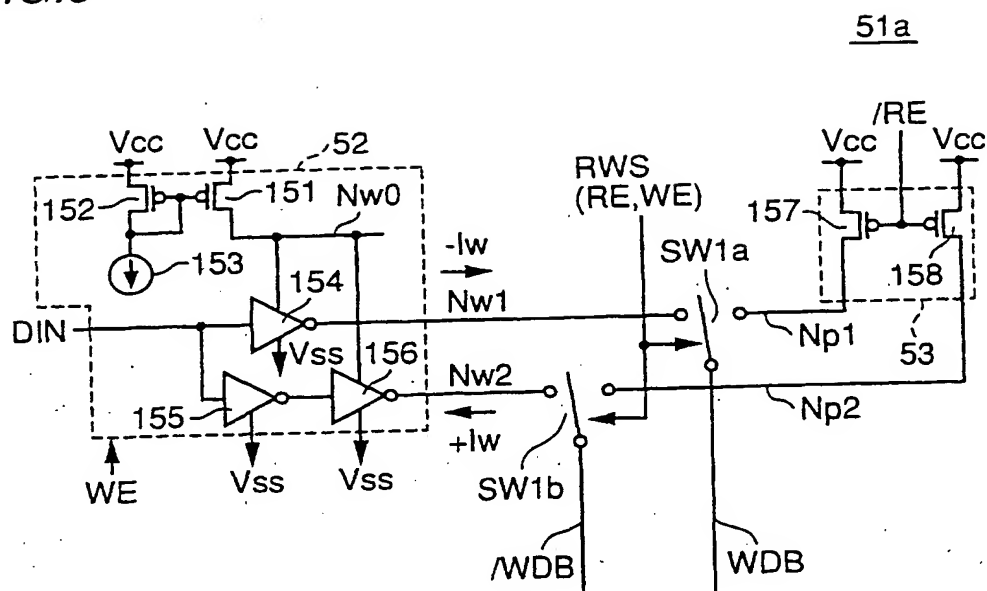 51a
/RE
Vcc
Vcc
52
Vcc
Vcc
RWS
(RE,WE)
152
151
Nw0
157
SW1a
158
153
-Iw
154
Nw1
DIN
Vss
156
Np1
53
Nw2
155
+Iw
Np2
WE
Vss
Vss
SW1b
/WDB
WDB